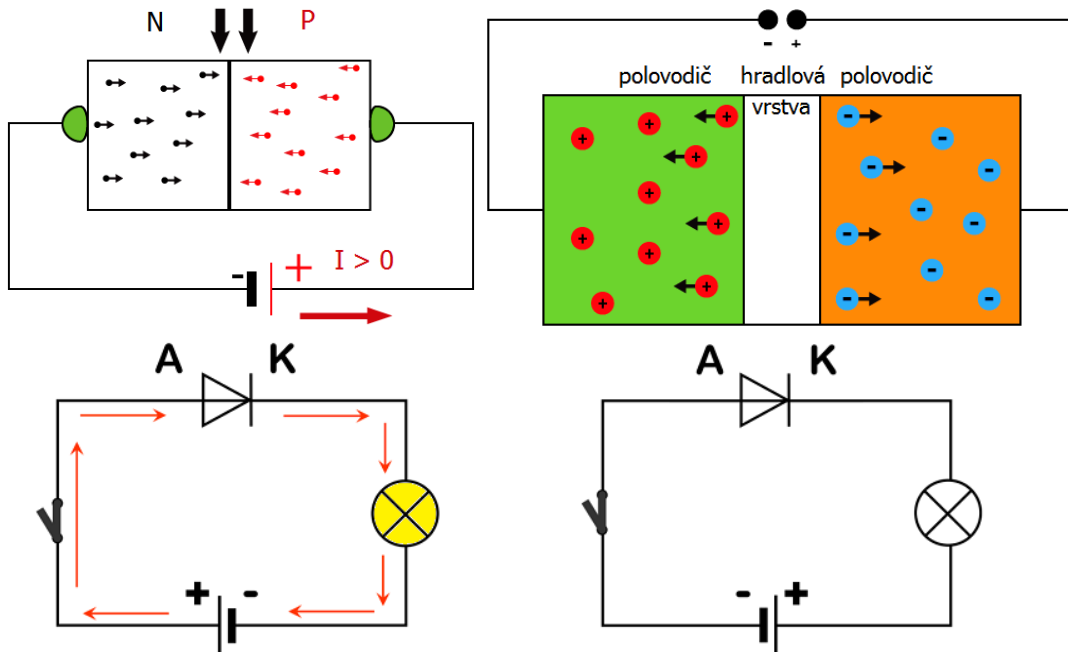 N P
- + I > 0
- +
polovodič hradlová polovodič
vrstva
+ + + + + + + + + + + +
- - - - - - - - - - -
A K
+ -
A K
- +